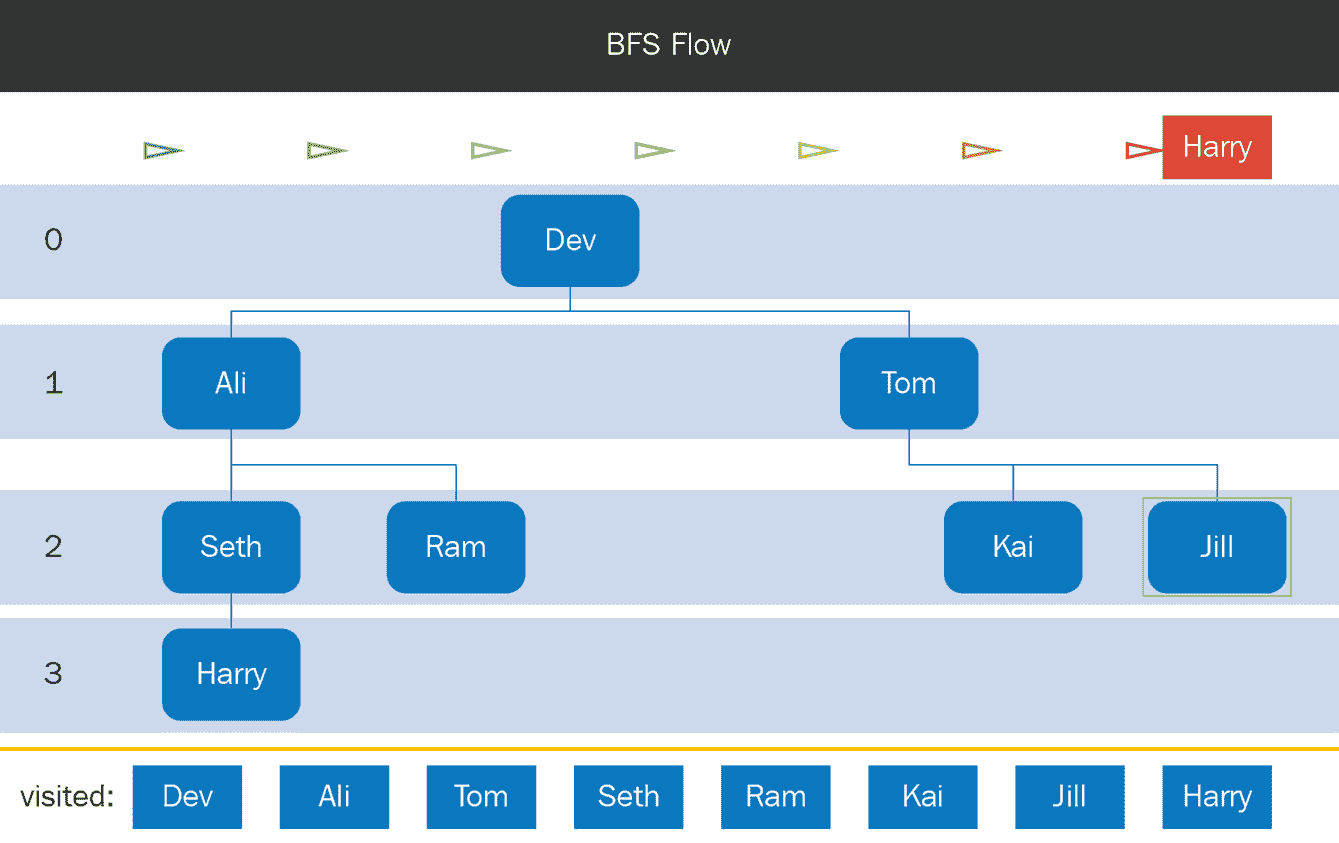 BFS Flow
Harry
0
Dev
1
Ali
Tom
2
Seth
Ram
Kai
Jill
3
Harry
visited: Dev Ali Tom Seth Ram Kai Jill Harry